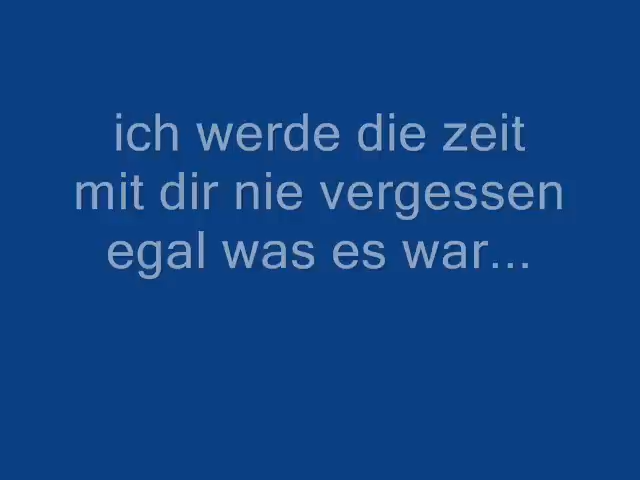 ich werde die zeit
mit dir nie vergessen
egal was es war...